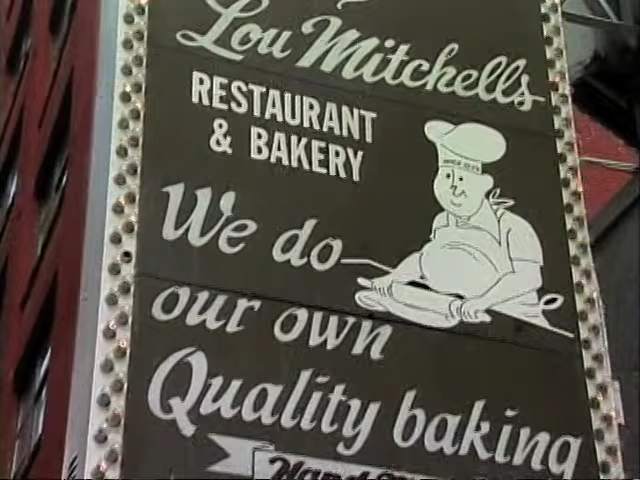 Lou Mitchells
RESTAURANT
& BAKERY
We do
our own
Quality baking